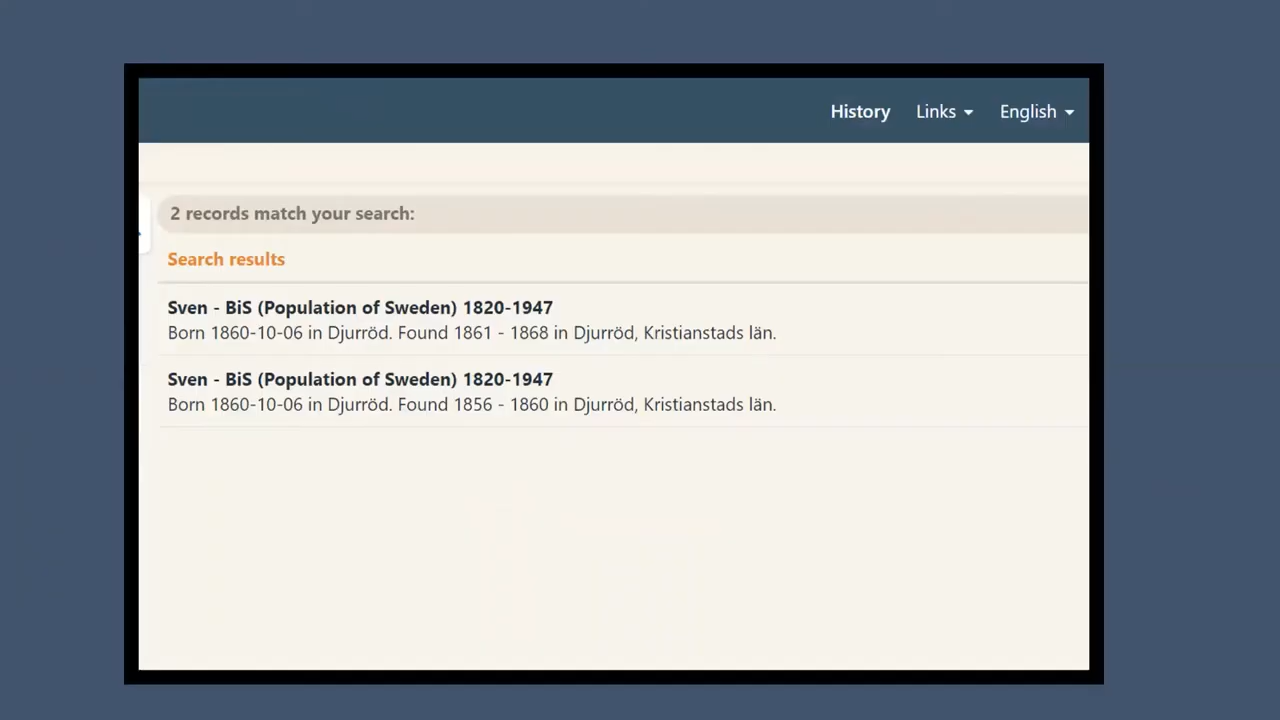 History Links English
2 records match your search:
Search results
Sven - BiS (Population of Sweden) 1820-1947
Born 1860-10-06 in Djurröd. Found 1861 - 1868 in Djurröd, Kristianstads län.
Sven - BiS (Population of Sweden) 1820-1947
Born 1860-10-06 in Djurröd. Found 1856 - 1860 in Djurröd, Kristianstads län.